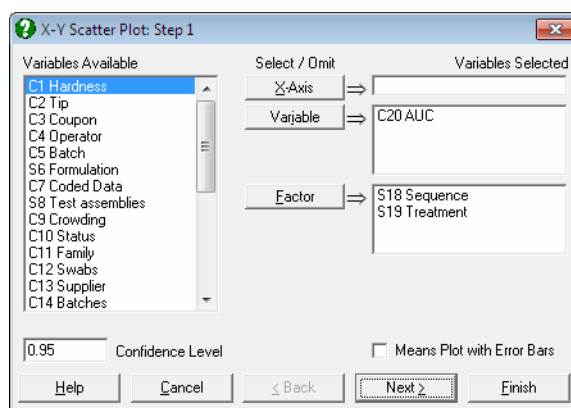 X-Y Scatter Plot: Step 1
Variables Available
Select / Omit
Variables Selected
C1 Hardness
C2 Tip
C3 Coupon
C4 Operator
C5 Batch
S6 Formulation
C7 Coded Data
S8 Test assemblies
C9 Crowding
C10 Status
C11 Family
C12 Swabs
C13 Supplier
C14 Batches
X-Axis
Variable
C20 AUC
Factor
S18 Sequence
S19 Treatment
0.95
Confidence Level
Means Plot with Error Bars
Help
Cancel
< Back
Next >
Finish